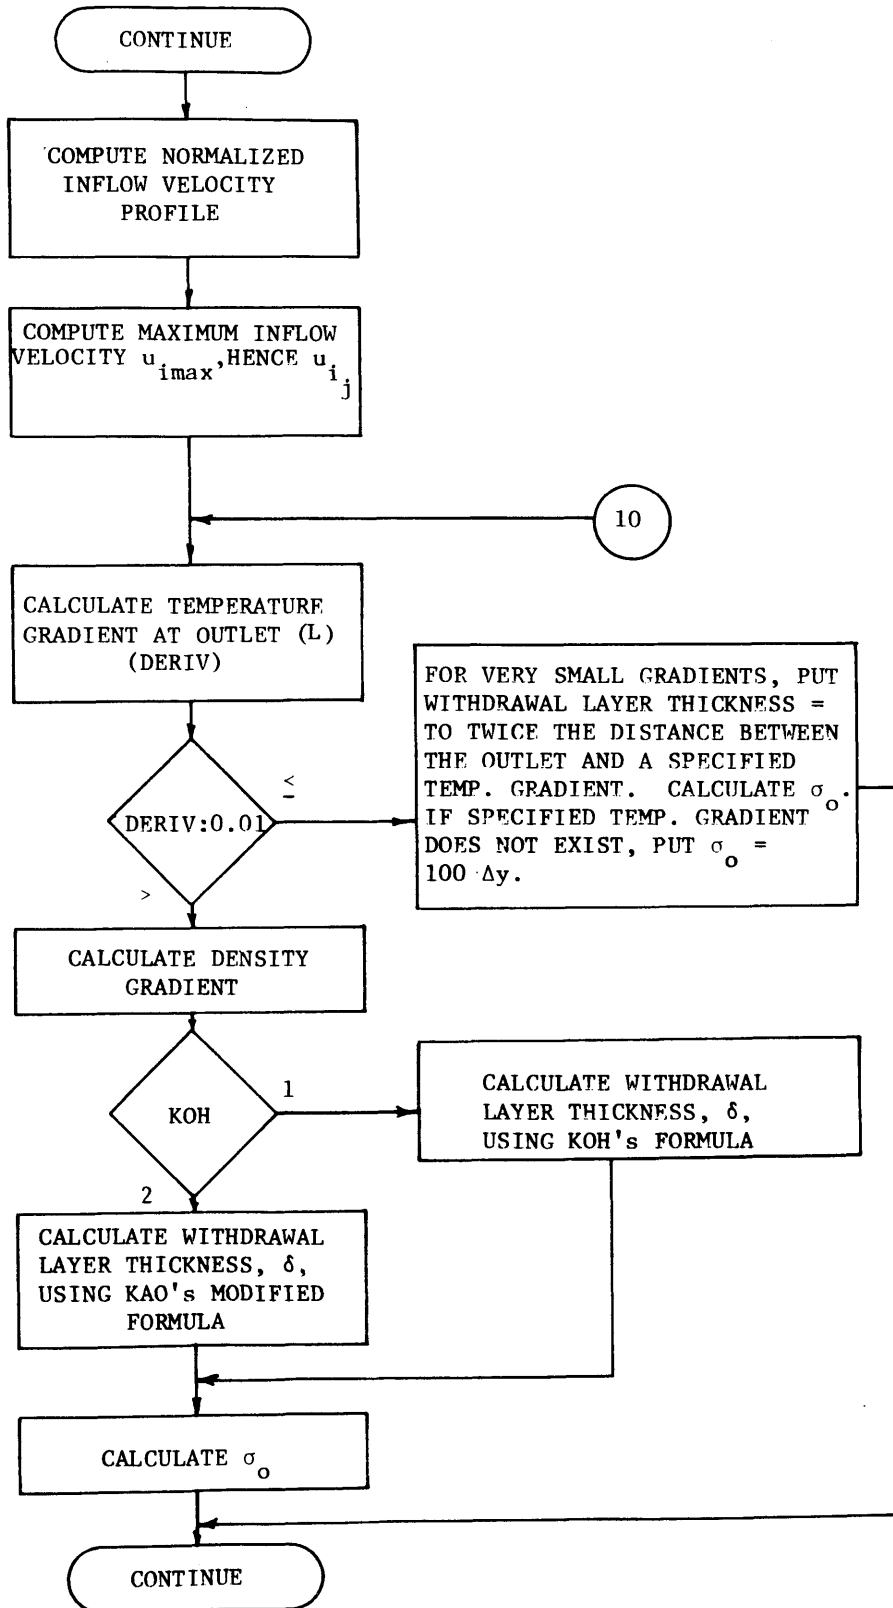 CONTINUE
COMPUTE NORMALIZED
INFLOW VELOCITY
PROFILE
COMPUTE MAXIMUM INFLOW
VELOCITY u_imax, HENCE u_i_j
10
CALCULATE TEMPERATURE
GRADIENT AT OUTLET (L)
(DERIV)
DERIV:0.01
≤
>
FOR VERY SMALL GRADIENTS, PUT
WITHDRAWAL LAYER THICKNESS =
TO TWICE THE DISTANCE BETWEEN
THE OUTLET AND A SPECIFIED
TEMP. GRADIENT. CALCULATE σ_o.
IF SPECIFIED TEMP. GRADIENT
DOES NOT EXIST, PUT σ_o =
100 Δy.
CALCULATE DENSITY
GRADIENT
KOH
1
2
CALCULATE WITHDRAWAL
LAYER THICKNESS, δ,
USING KOH's FORMULA
CALCULATE WITHDRAWAL
LAYER THICKNESS, δ,
USING KAO's MODIFIED
FORMULA
CALCULATE σ_o
CONTINUE